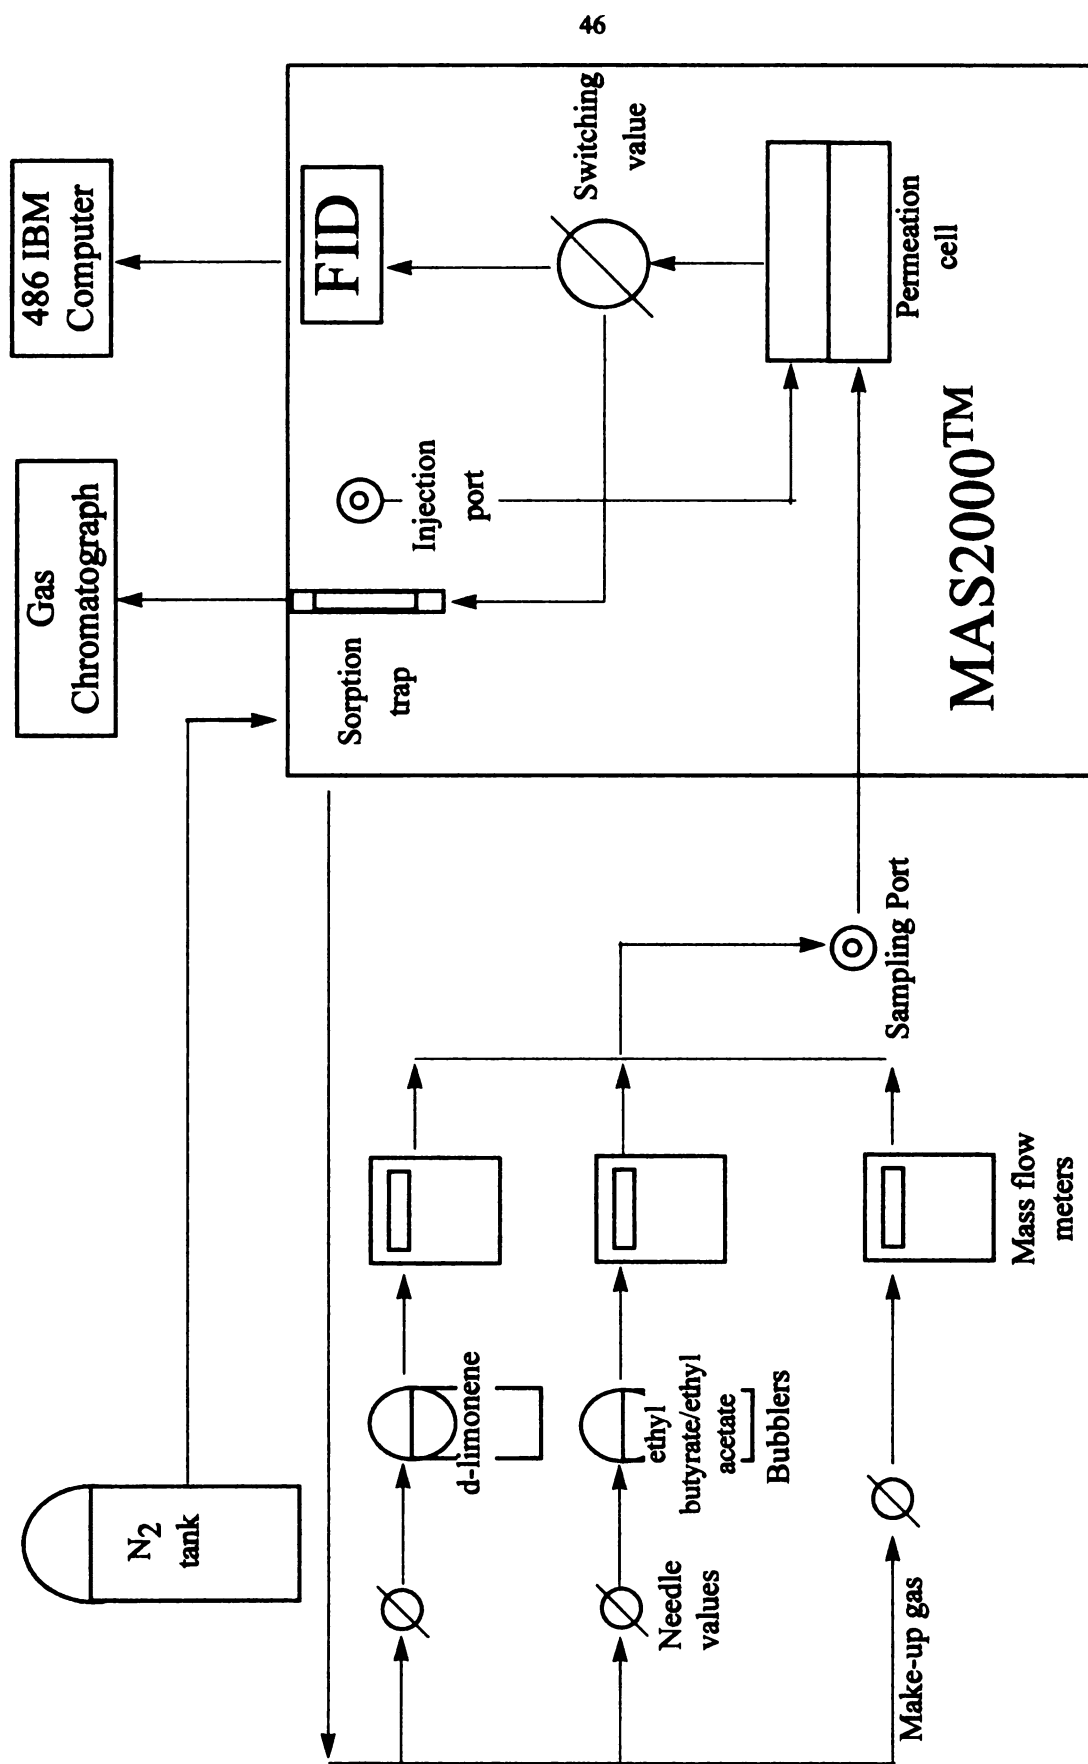 46
486 IBM
Computer
Gas
Chromatograph
N2
tank
FID
Switching
value
Injection
port
Sorption
trap
Permeation
cell
MAS2000TM
Sampling Port
Mass flow
meters
d-limonene
ethyl
butyrate/ethyl
acetate
Bubblers
Needle
values
Make-up gas